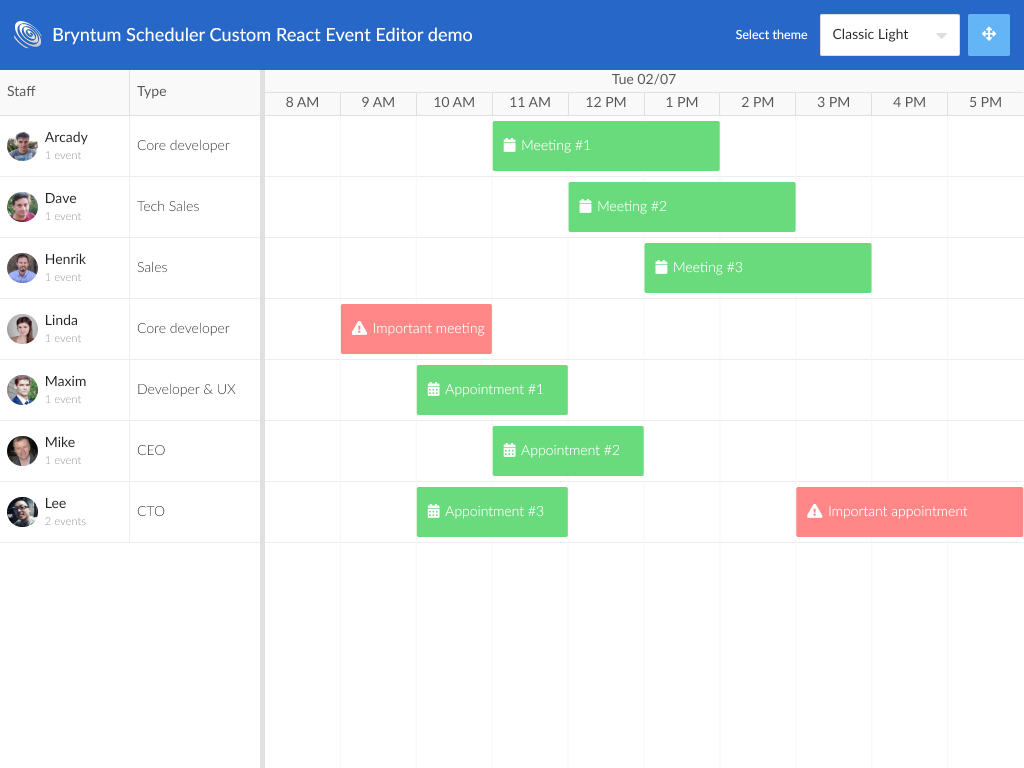 Bryntum Scheduler Custom React Event Editor demo
Select theme
Classic Light
Staff
Type
Tue 02/07
8 AM 9 AM 10 AM 11 AM 12 PM 1 PM 2 PM 3 PM 4 PM 5 PM
Arcady
1 event
Core developer
Meeting #1
Dave
1 event
Tech Sales
Meeting #2
Henrik
1 event
Sales
Meeting #3
Linda
1 event
Core developer
Important meeting
Maxim
1 event
Developer & UX
Appointment #1
Mike
1 event
CEO
Appointment #2
Lee
2 events
CTO
Appointment #3
Important appointment